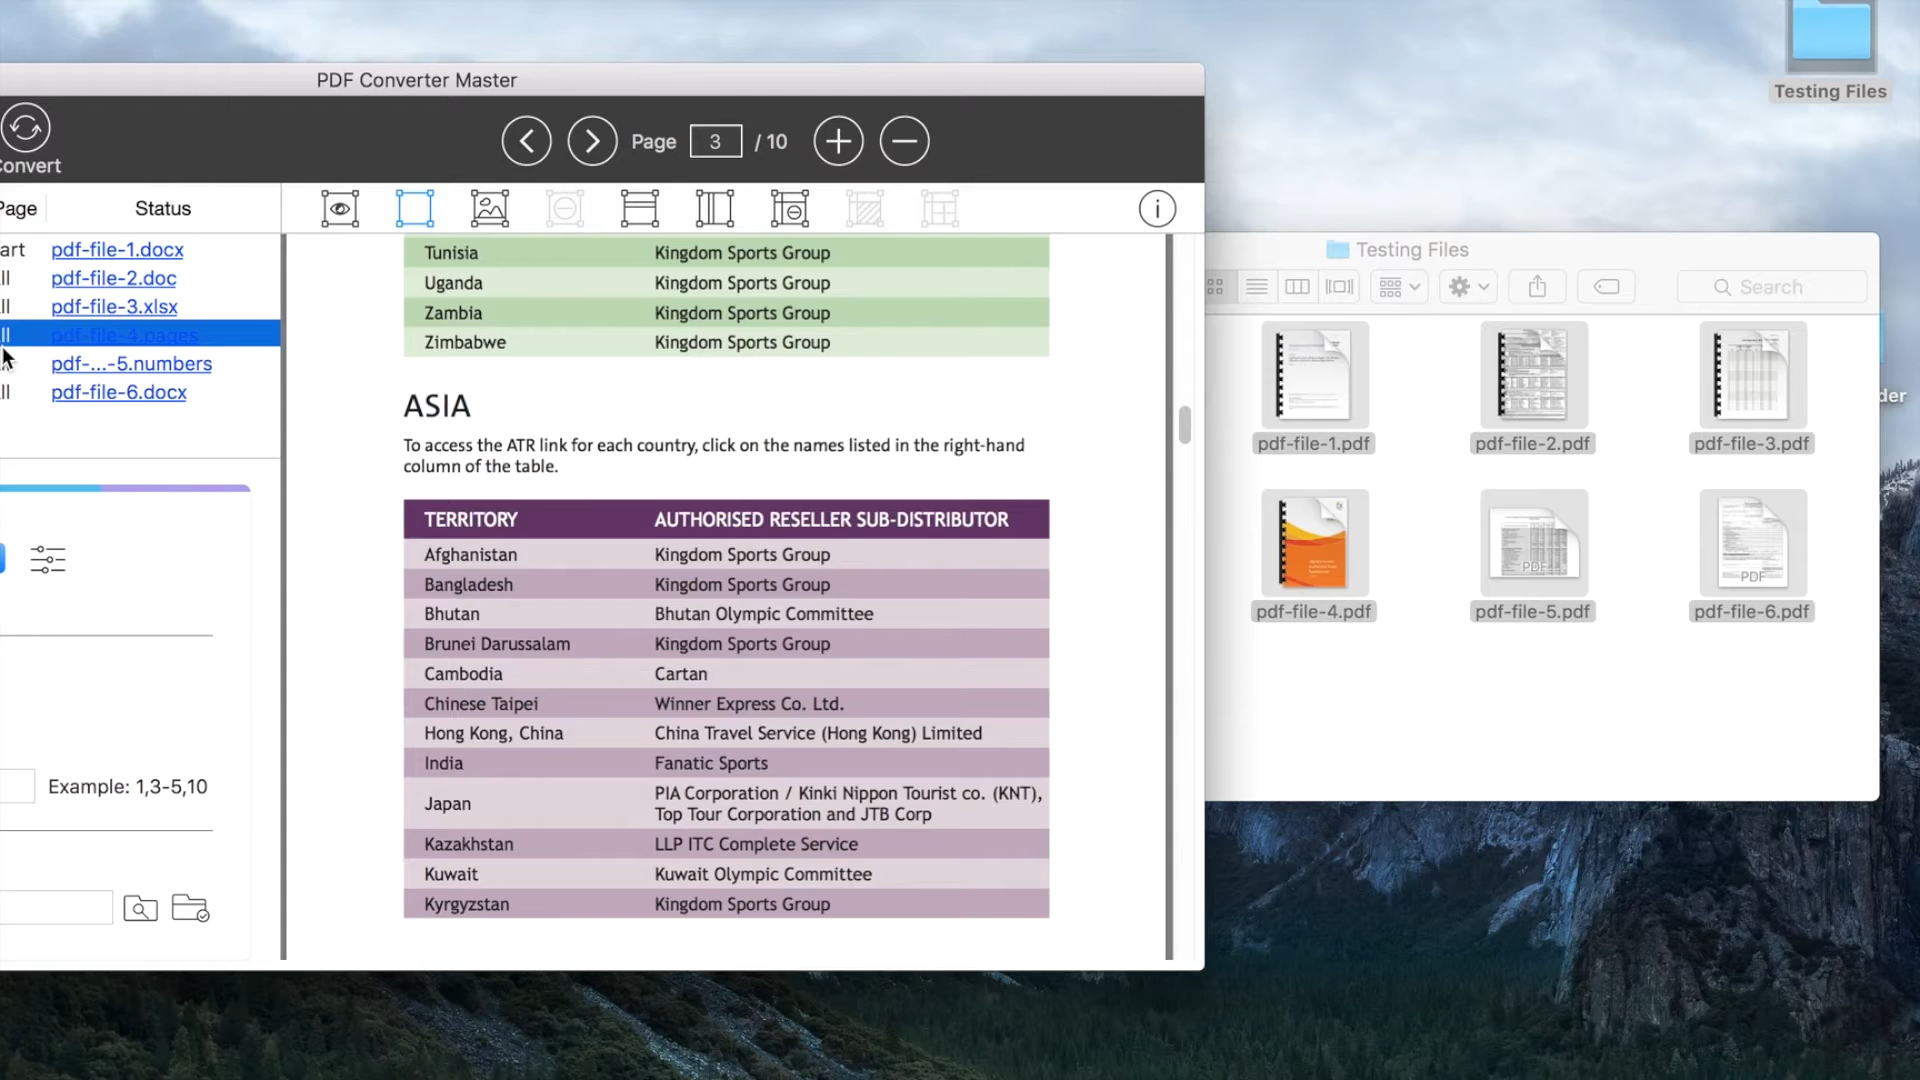 Testing Files
PDF Converter Master
Convert
Page 3 / 10
Page Status
art pdf-file-1.docx
ll pdf-file-2.doc
ll pdf-file-3.xlsx
ll pdf-file-4.pages
pdf-...-5.numbers
ll pdf-file-6.docx
Example: 1,3-5,10
Tunisia Kingdom Sports Group
Uganda Kingdom Sports Group
Zambia Kingdom Sports Group
Zimbabwe Kingdom Sports Group
ASIA
To access the ATR link for each country, click on the names listed in the right-hand
column of the table.
TERRITORY AUTHORISED RESELLER SUB-DISTRIBUTOR
Afghanistan Kingdom Sports Group
Bangladesh Kingdom Sports Group
Bhutan Bhutan Olympic Committee
Brunei Darussalam Kingdom Sports Group
Cambodia Cartan
Chinese Taipei Winner Express Co. Ltd.
Hong Kong, China China Travel Service (Hong Kong) Limited
India Fanatic Sports
Japan PIA Corporation / Kinki Nippon Tourist co. (KNT),
Top Tour Corporation and JTB Corp
Kazakhstan LLP ITC Complete Service
Kuwait Kuwait Olympic Committee
Kyrgyzstan Kingdom Sports Group
Testing Files
Search
pdf-file-1.pdf pdf-file-2.pdf pdf-file-3.pdf
PDF PDF
pdf-file-4.pdf pdf-file-5.pdf pdf-file-6.pdf
der